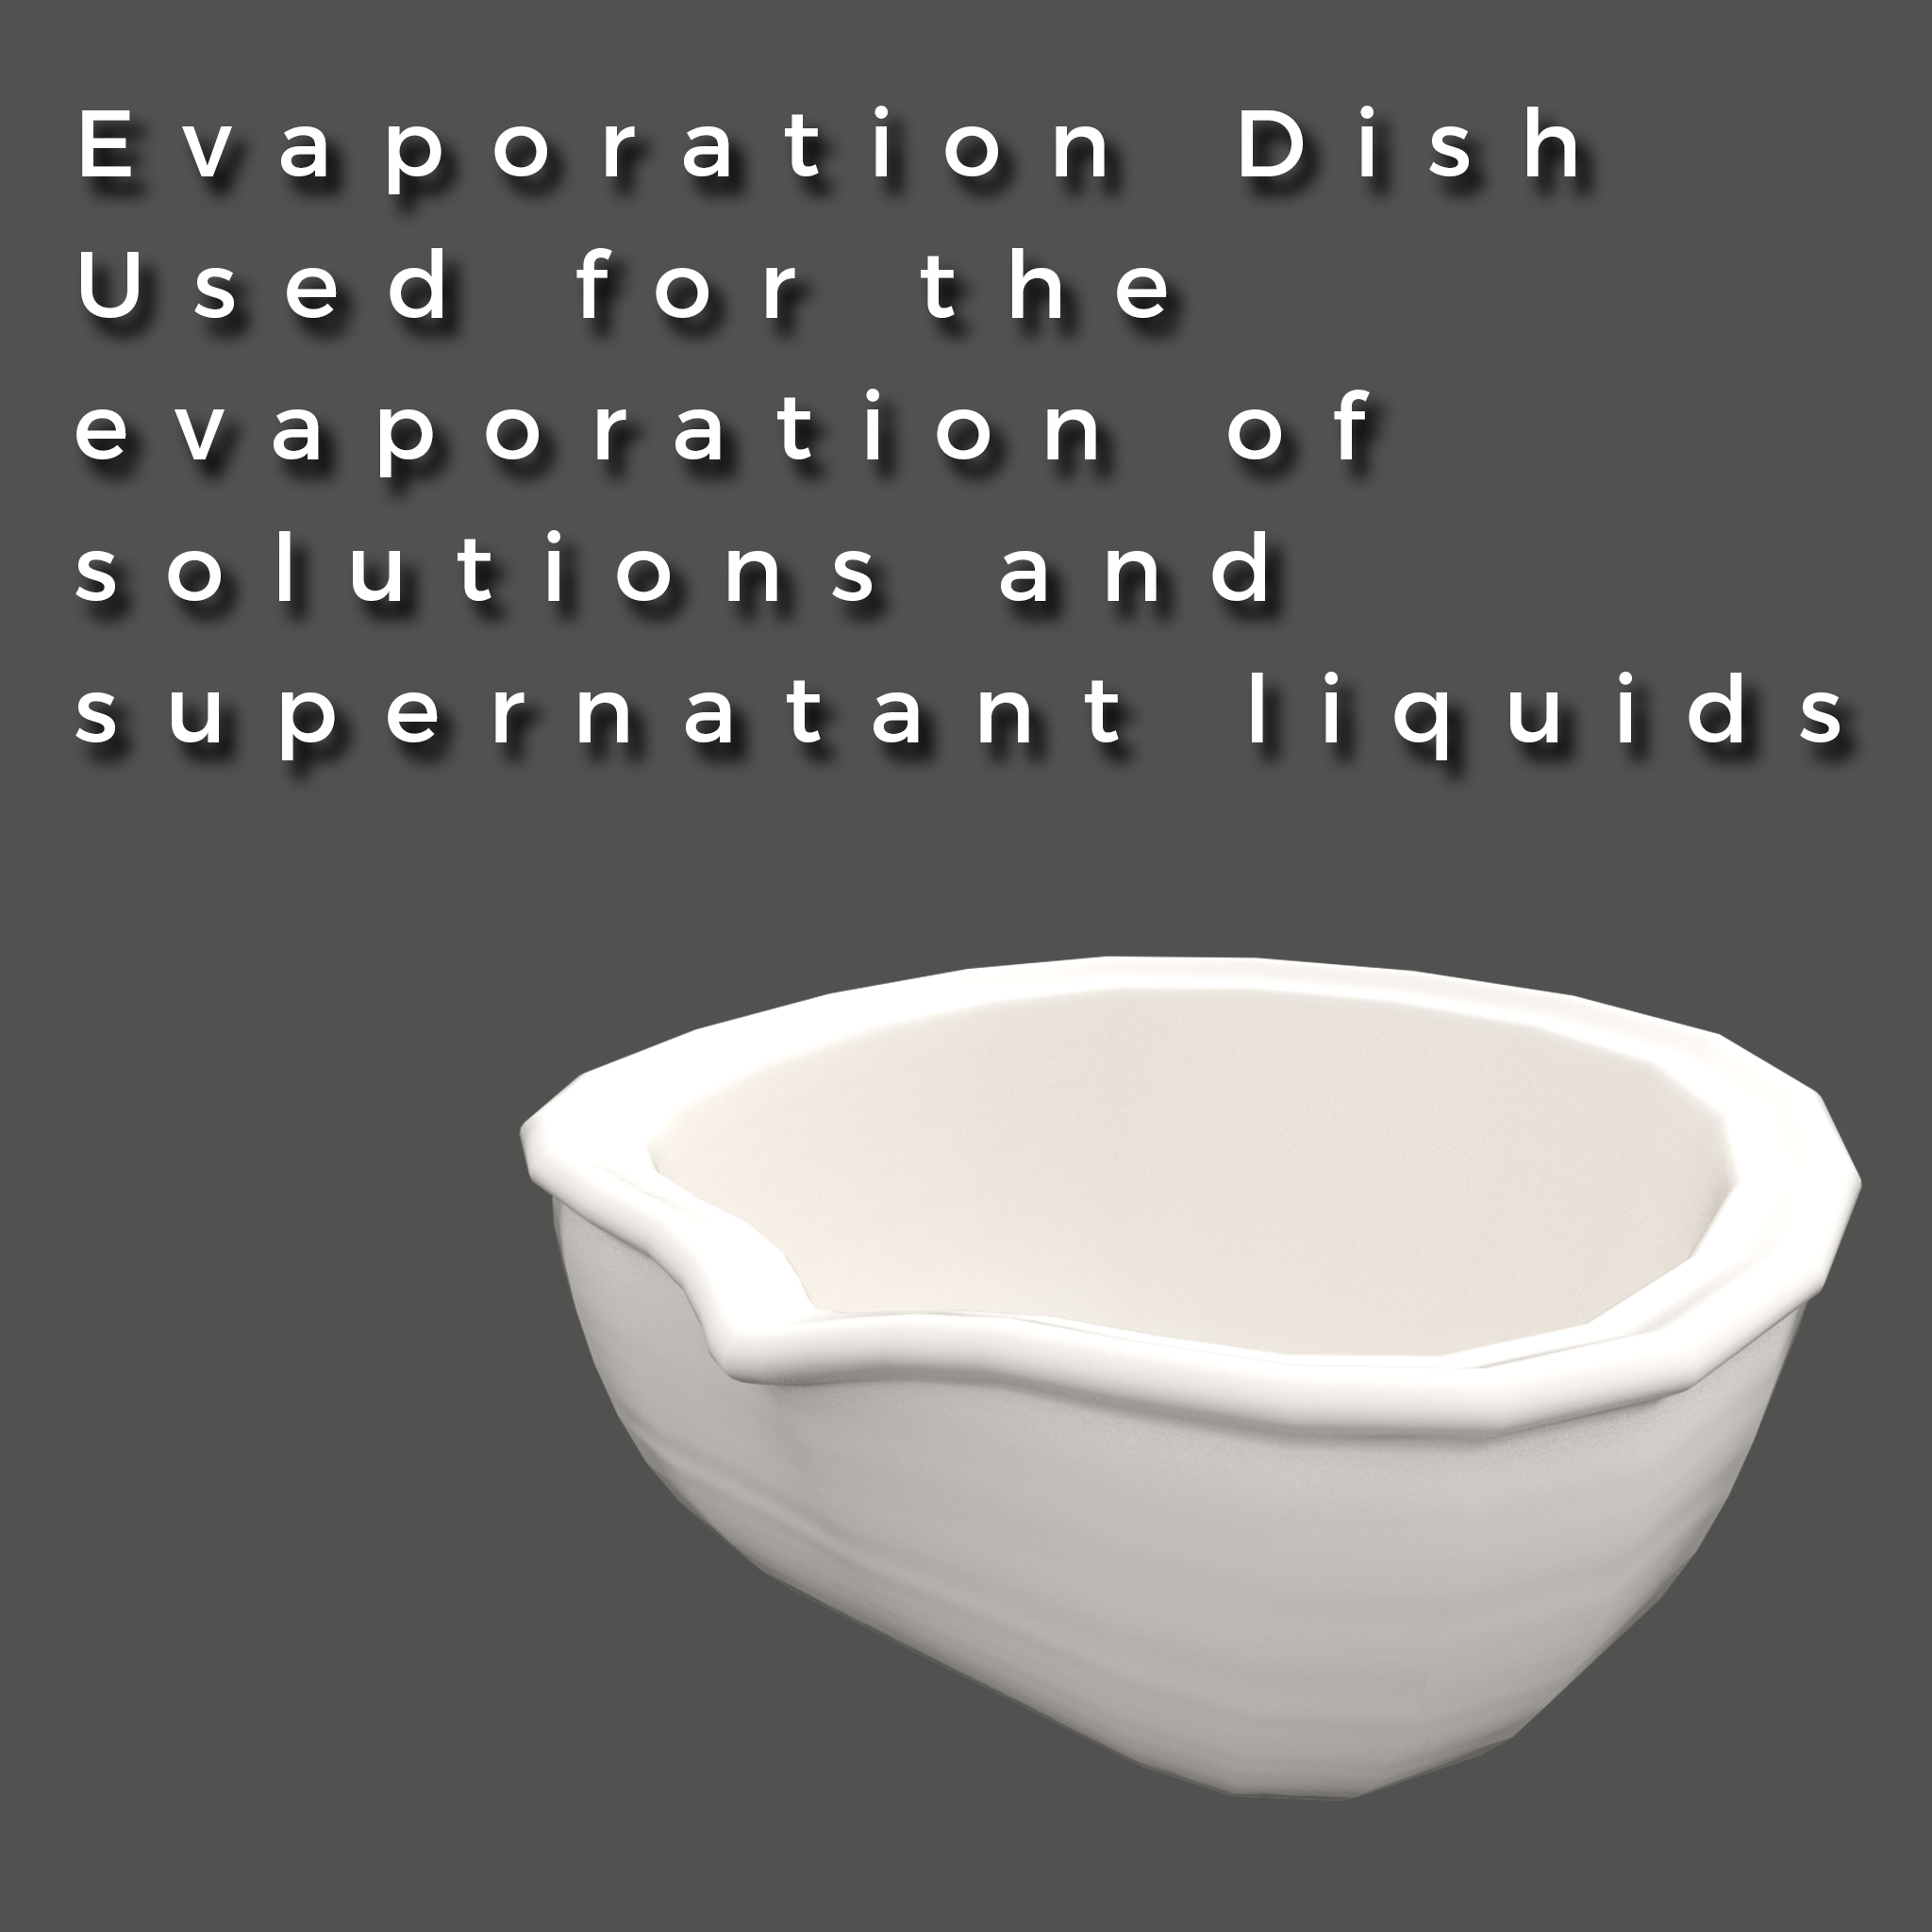 Evaporation Dish
Used for the
evaporation of
solutions and
supernatant liquids